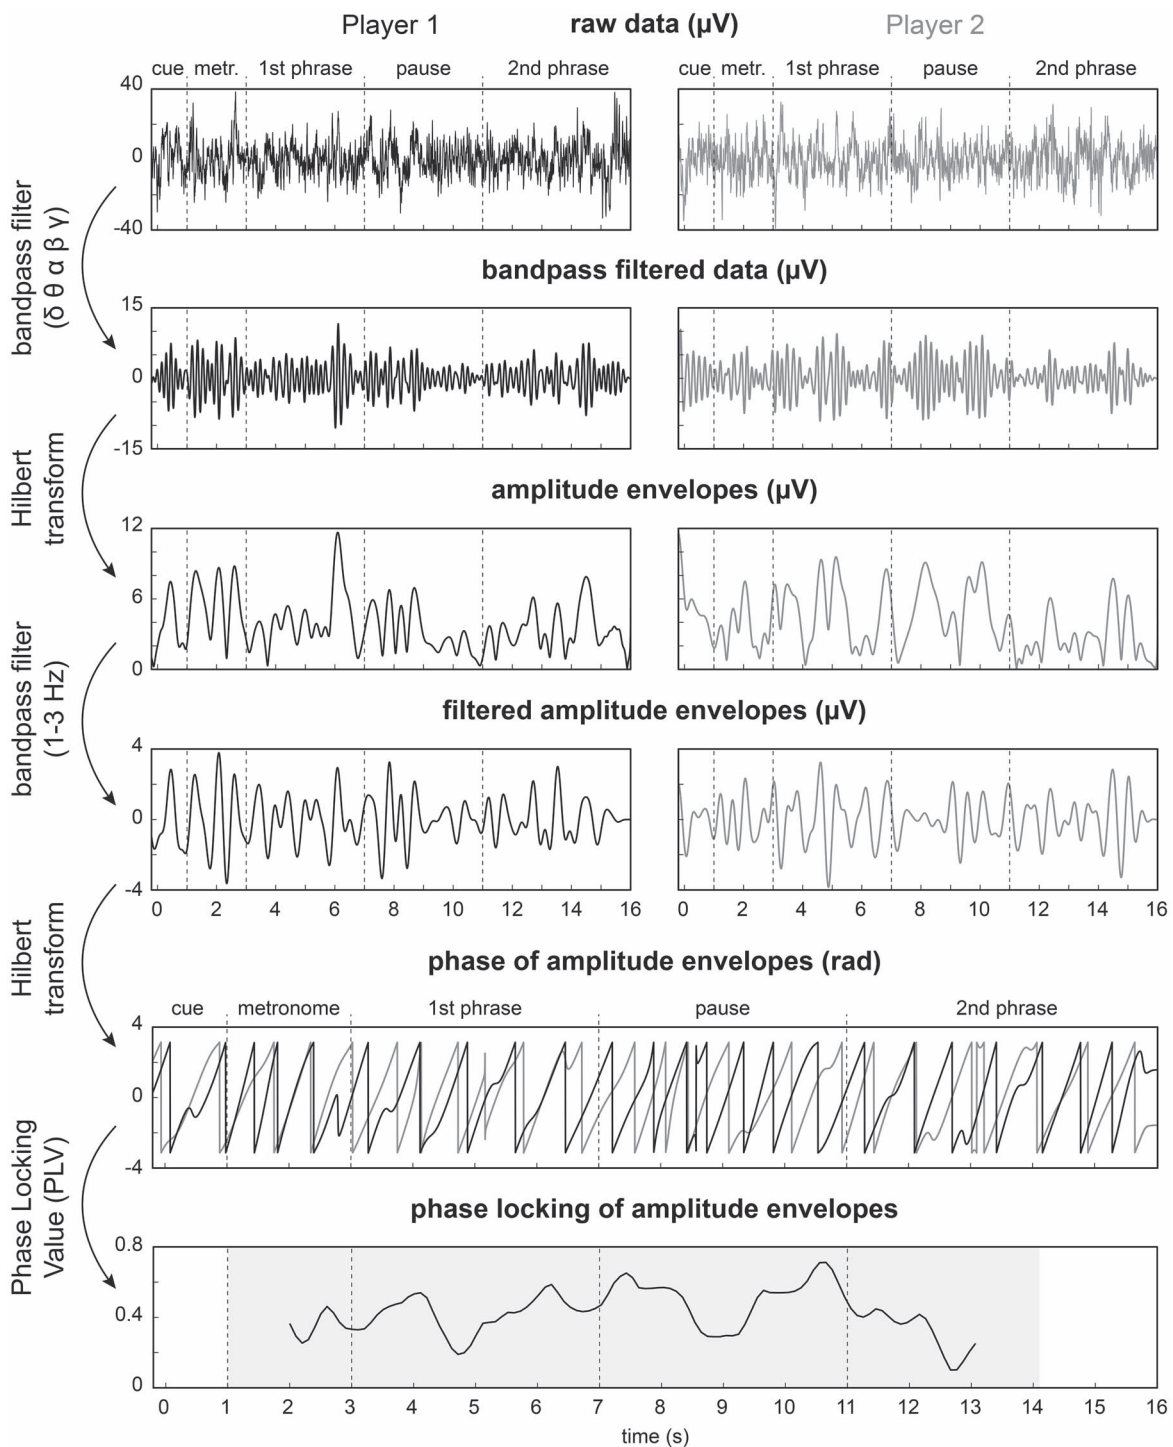 Player 1 raw data (µV) Player 2
cue metr. 1st phrase pause 2nd phrase cue metr. 1st phrase pause 2nd phrase
40
0
-40
bandpass filter
(δ θ α β γ)
bandpass filtered data (µV)
15
0
-15
Hilbert
transform
amplitude envelopes (µV)
12
6
0
bandpass filter
(1-3 Hz)
filtered amplitude envelopes (µV)
4
0
-4
0 2 4 6 8 10 12 14 16 0 2 4 6 8 10 12 14 16
Hilbert
transform
phase of amplitude envelopes (rad)
cue metronome 1st phrase pause 2nd phrase
4
0
-4
Phase Locking
Value (PLV)
phase locking of amplitude envelopes
0.8
0.4
0
0 1 2 3 4 5 6 7 8 9 10 11 12 13 14 15 16
time (s)